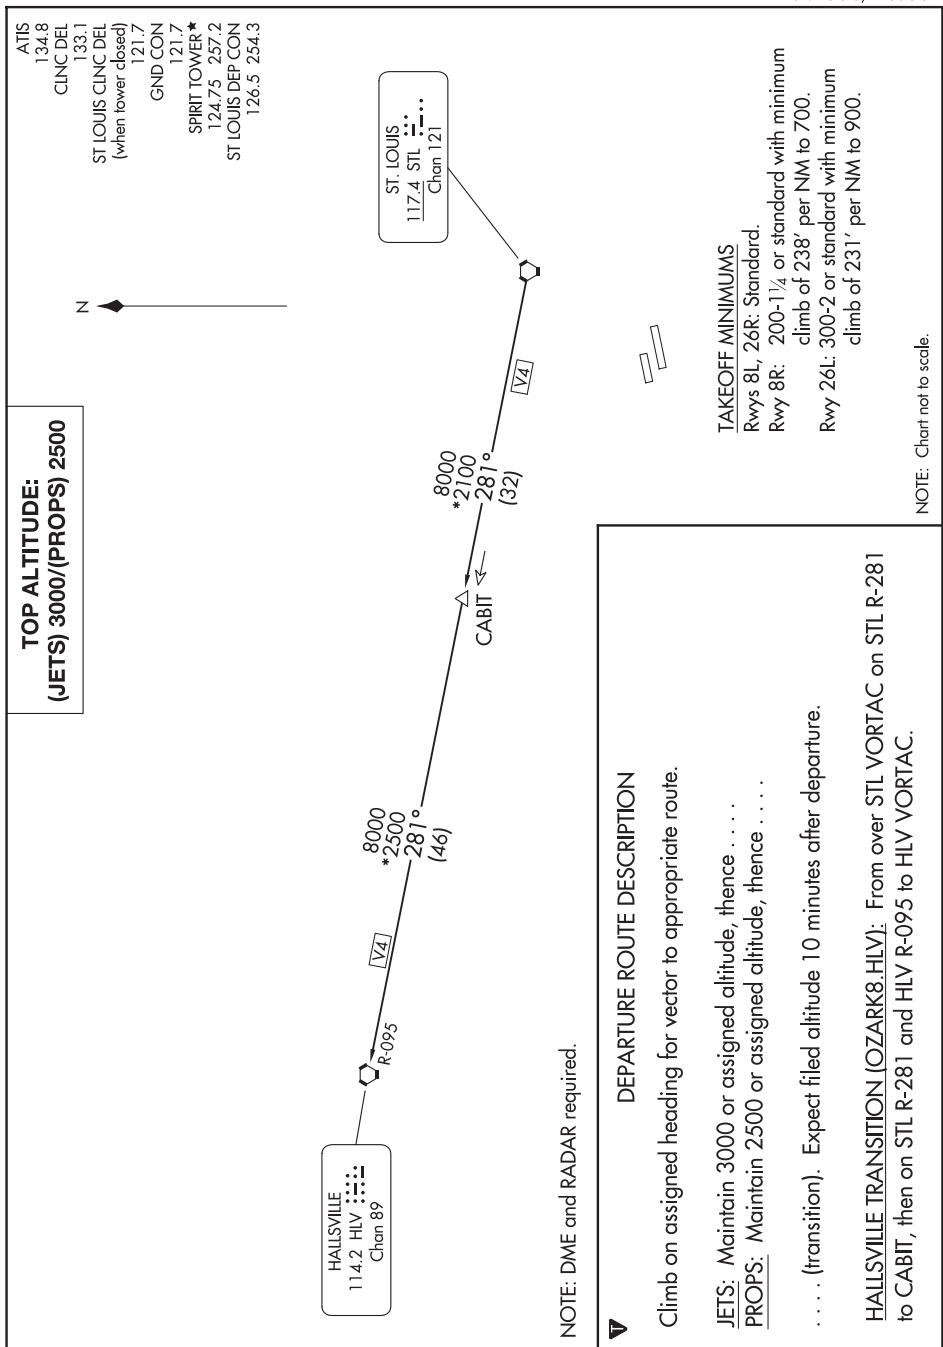 TOP ALTITUDE:
(JETS) 3000/(PROPS) 2500
ATIS
134.8
CLNC DEL
133.1
ST LOUIS CLNC DEL
(when tower closed)
121.7
GND CON
121.7
SPIRIT TOWER★
124.75 257.2
ST LOUIS DEP CON
126.5 254.3
N
ST. LOUIS
117.4 STL
Chan 121
V4
8000
*2100
281°
(32)
CABIT
8000
*2500
281°
(46)
V4
R-095
HALLSVILLE
114.2 HLV
Chan 89
TAKEOFF MINIMUMS
Rwys 8L, 26R: Standard.
Rwy 8R: 200-1¼ or standard with minimum
climb of 238' per NM to 700.
Rwy 26L: 300-2 or standard with minimum
climb of 231' per NM to 900.
NOTE: DME and RADAR required.
NOTE: Chart not to scale.
T
DEPARTURE ROUTE DESCRIPTION
Climb on assigned heading for vector to appropriate route.
JETS: Maintain 3000 or assigned altitude, thence . . . .
PROPS: Maintain 2500 or assigned altitude, thence . . . .
. . . . (transition). Expect filed altitude 10 minutes after departure.
HALLSVILLE TRANSITION (OZARK8.HLV): From over STL VORTAC on STL R-281
to CABIT, then on STL R-281 and HLV R-095 to HLV VORTAC.